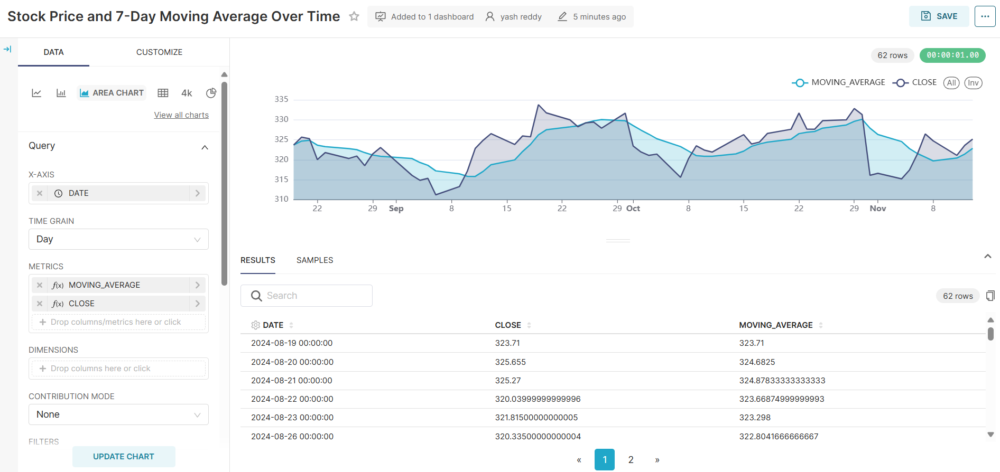 Stock Price and 7-Day Moving Average Over Time
Added to 1 dashboard
yash reddy
5 minutes ago
SAVE
DATA
CUSTOMIZE
AREA CHART
4k
View all charts
Query
X-AXIS
DATE
TIME GRAIN
Day
METRICS
f(x) MOVING_AVERAGE
f(x) CLOSE
+ Drop columns/metrics here or click
DIMENSIONS
+ Drop columns here or click
CONTRIBUTION MODE
None
FILTERS
UPDATE CHART
62 rows
00:00:01.00
MOVING_AVERAGE
CLOSE
All
Inv
335
330
325
320
315
310
22 29 Sep 8 15 22 29 Oct 8 15 22 29 Nov 8
RESULTS
SAMPLES
Search
62 rows
DATE CLOSE MOVING_AVERAGE
2024-08-19 00:00:00 323.71 323.71
2024-08-20 00:00:00 325.655 324.6825
2024-08-21 00:00:00 325.27 324.87833333333333
2024-08-22 00:00:00 320.03999999999996 323.66874999999993
2024-08-23 00:00:00 321.81500000000005 323.298
2024-08-26 00:00:00 320.33500000000004 322.8041666666667
« 1 2 »